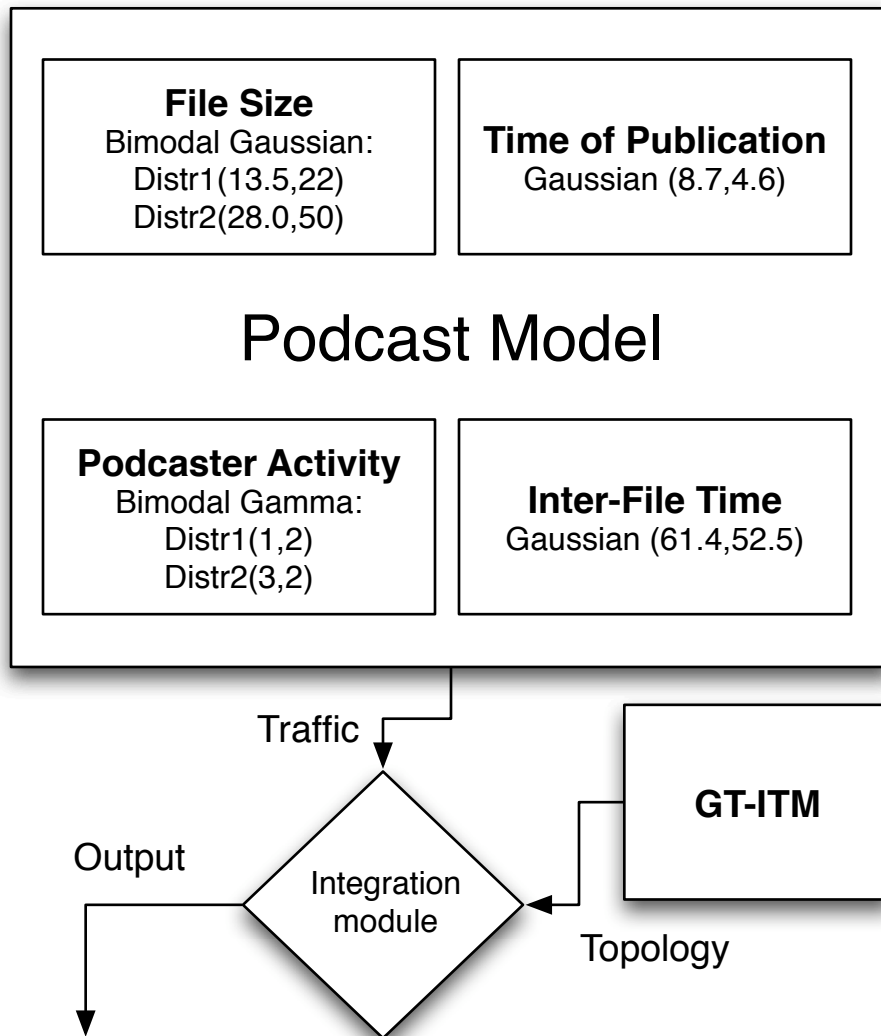 File Size
Bimodal Gaussian:
Distr1(13.5,22)
Distr2(28.0,50)
Time of Publication
Gaussian (8.7,4.6)
Podcast Model
Podcaster Activity
Bimodal Gamma:
Distr1(1,2)
Distr2(3,2)
Inter-File Time
Gaussian (61.4,52.5)
Traffic
GT-ITM
Output
Integration
module
Topology